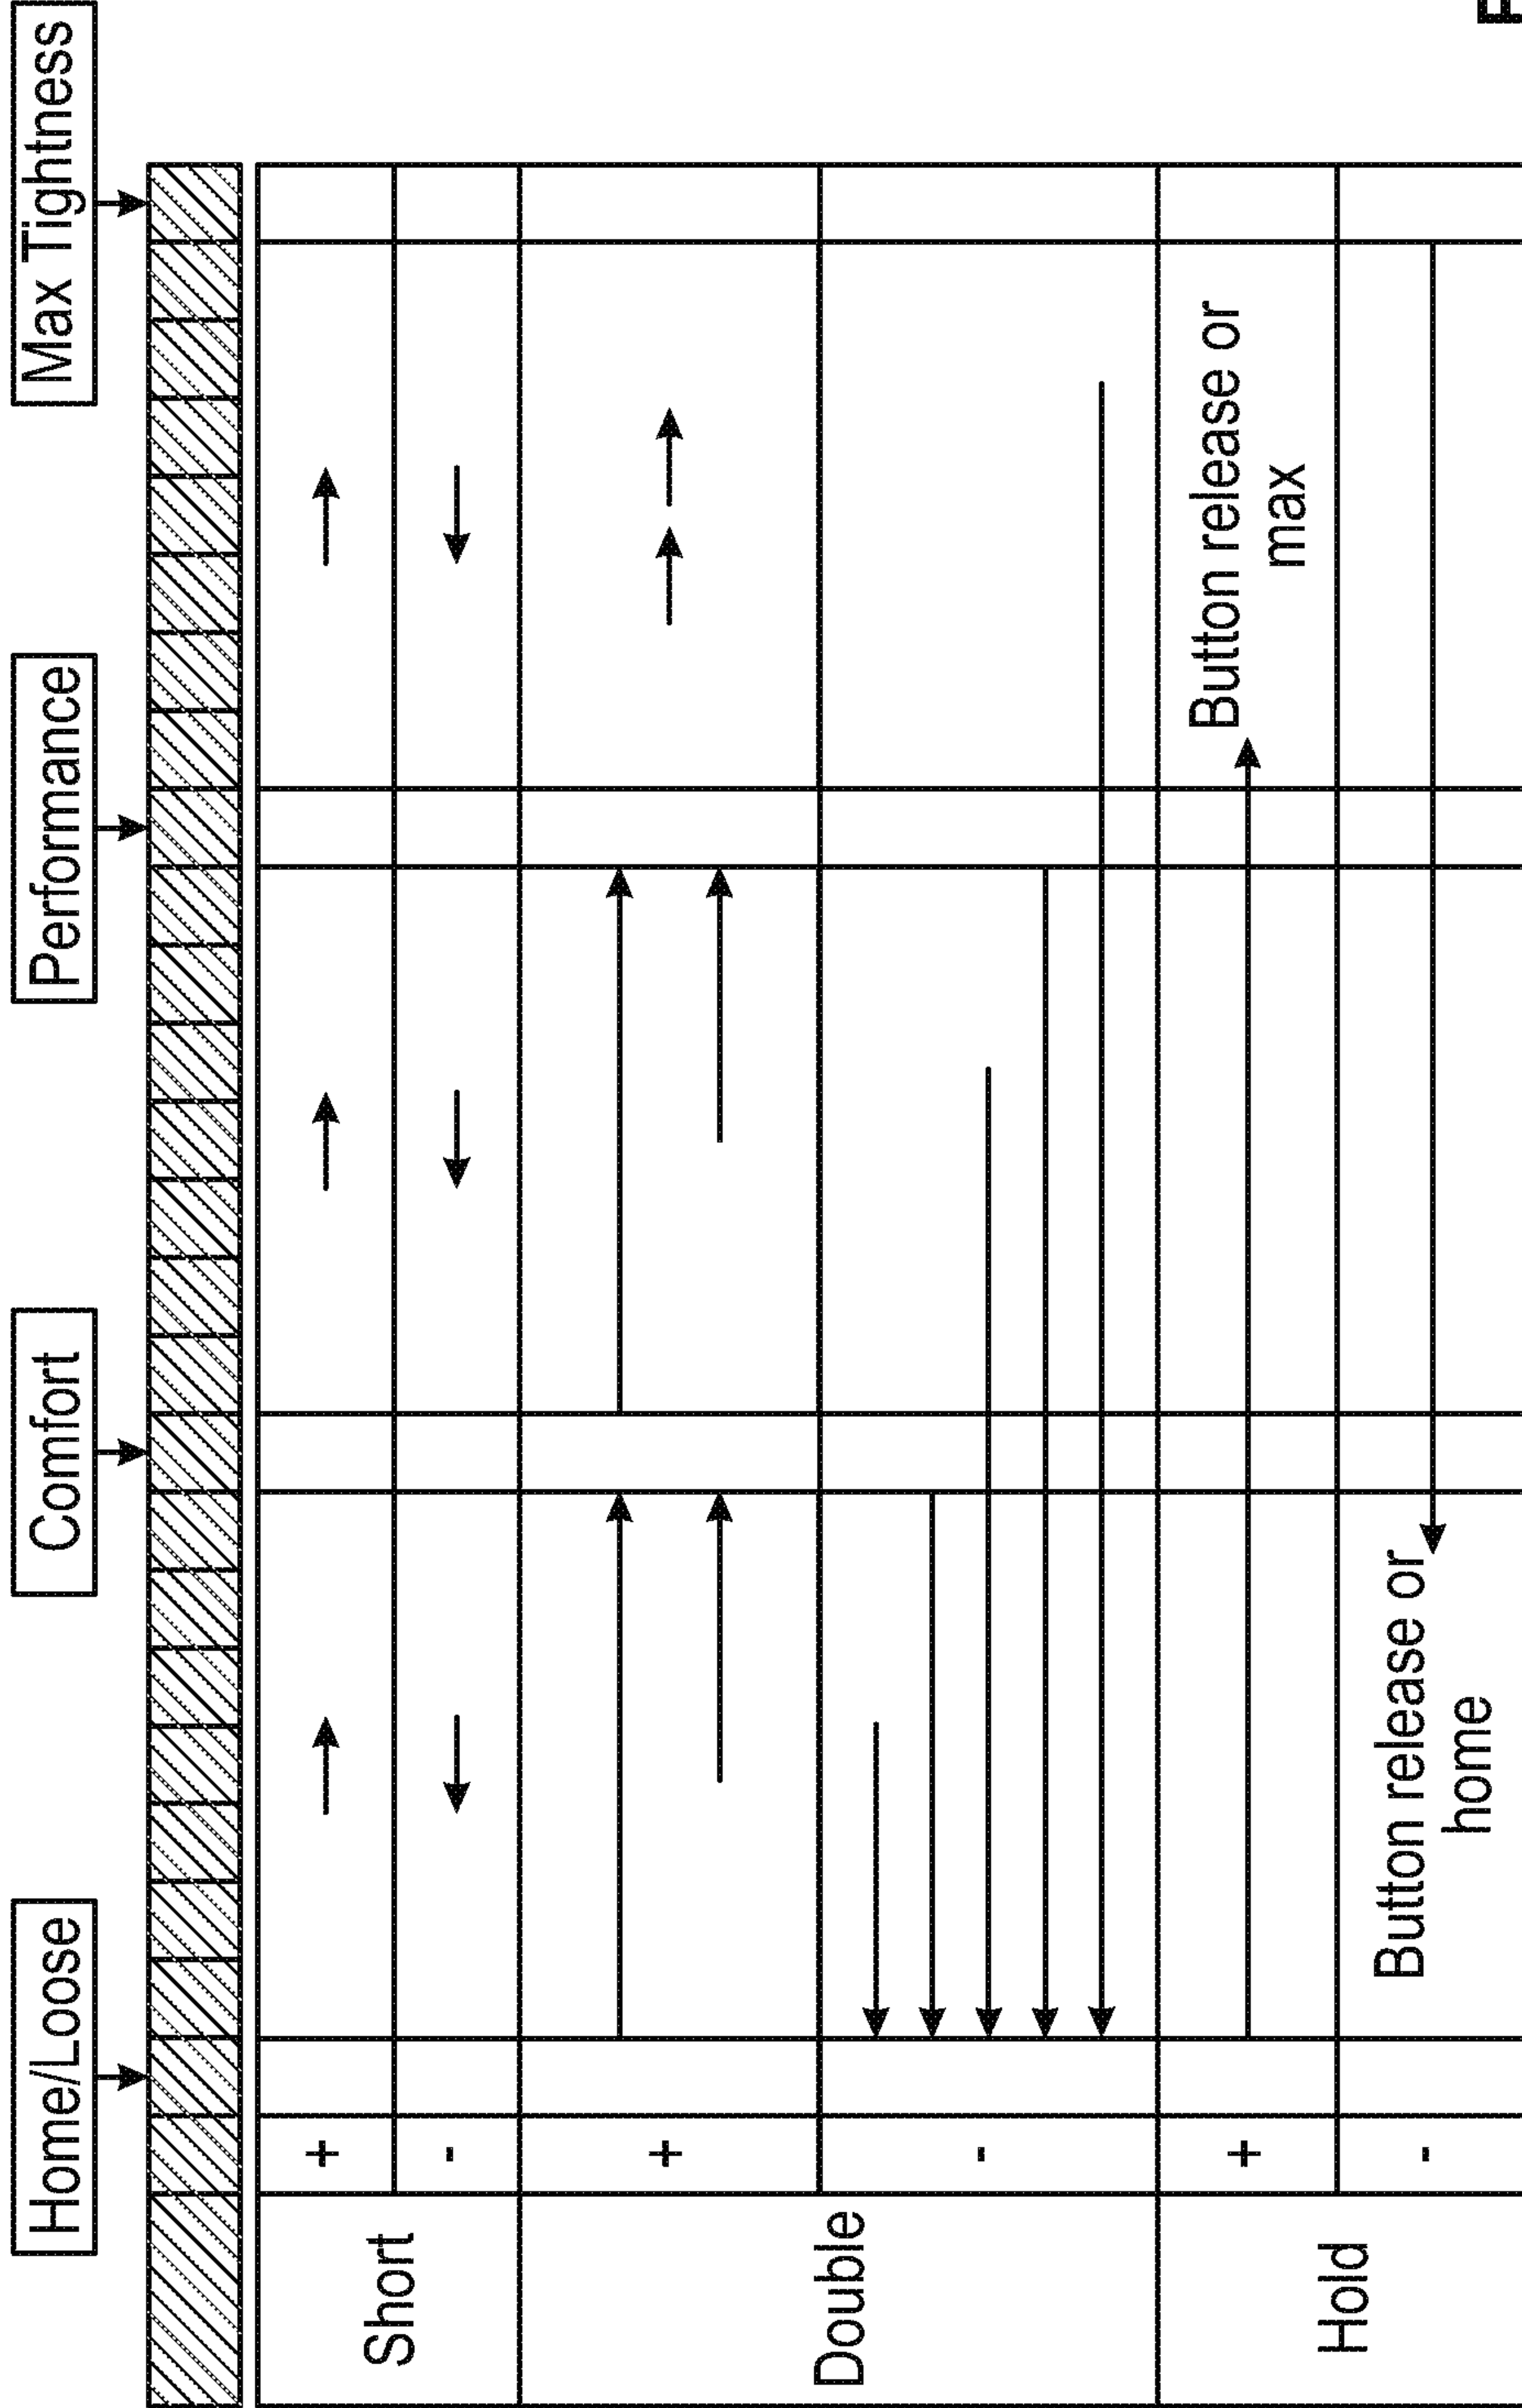 Home/Loose
Comfort
Performance
Max Tightness
Short
+
-
Double
+
-
Hold
+
Button release or
max
-
Button release or
home